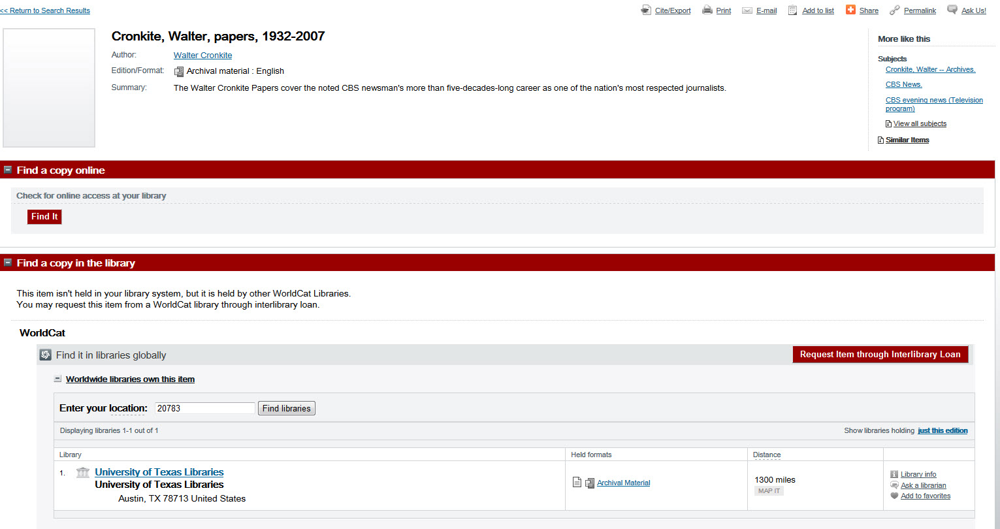 << Return to Search Results
Cite/Export Print E-mail Add to list Share Permalink Ask Us!
Cronkite, Walter, papers, 1932-2007
Author: Walter Cronkite
Edition/Format: Archival material : English
Summary: The Walter Cronkite Papers cover the noted CBS newsman's more than five-decades-long career as one of the nation's most respected journalists.
More like this
Subjects
Cronkite, Walter -- Archives.
CBS News.
CBS evening news (Television
program)
View all subjects
Similar Items
Find a copy online
Check for online access at your library
Find It
Find a copy in the library
This item isn't held in your library system, but it is held by other WorldCat Libraries.
You may request this item from a WorldCat library through interlibrary loan.
WorldCat
Find it in libraries globally
Request Item through Interlibrary Loan
Worldwide libraries own this item
Enter your location: 20783 Find libraries
Displaying libraries 1-1 out of 1
Show libraries holding just this edition
Library Held formats Distance
1. University of Texas Libraries
University of Texas Libraries
Austin, TX 78713 United States
Archival Material
1300 miles
MAP IT
Library info
Ask a librarian
Add to favorites